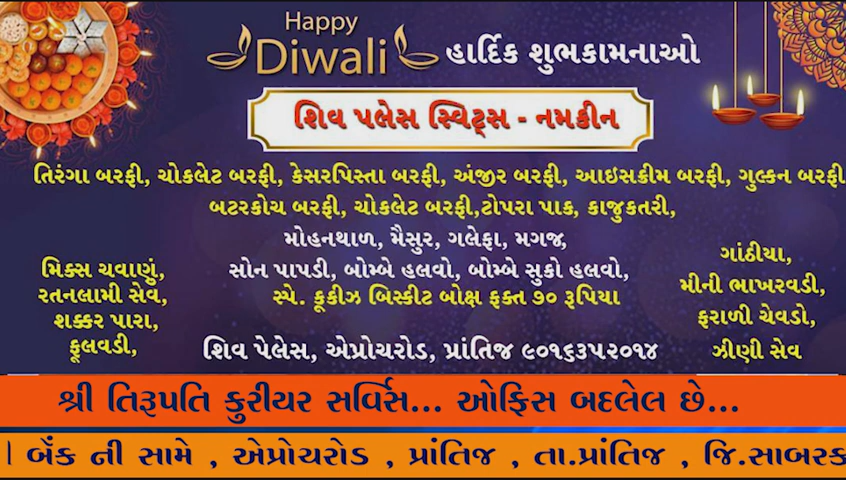 Happy
Diwali હાર્દિક શુભકામનાઓ
શિવ પલેસ સ્વિટ્સ - નમકીન
તિરંગા બરફી, ચોકલેટ બરફી, કેસરપિસ્તા બરફી, અંજીર બરફી, આઇસક્રીમ બરફી, ગુલ્કન બરફી
બટરકોચ બરફી, ચોકલેટ બરફી,ટોપરા પાક, કાજુકતરી,
મોહનથાળ, મૈસુર, ગલેફા, મગજ,
સોન પાપડી, બોમ્બે હલવો, બોમ્બે સુકો હલવો,
સ્પે. કૂકીઝ બિસ્કીટ બોક્ષ ફક્ત ૭૦ રૂપિયા
મિક્સ ચવાણું,
રતનલામી સેવ,
શક્કર પારા,
ફૂલવડી,
ગાંઠીયા,
મીની ભાખરવડી,
ફરાળી ચેવડો,
ઝીણી સેવ
શિવ પેલેસ, એપ્રોચરોડ, પ્રાંતિજ ૯૦૧૬૩૫૨૦૧૪
શ્રી તિરૂપતિ કુરીયર સર્વિસ... ઓફિસ બદલેલ છે...
બેંક ની સામે , એપ્રોચરોડ , પ્રાંતિજ , તા.પ્રાંતિજ , જિ.સાબરક